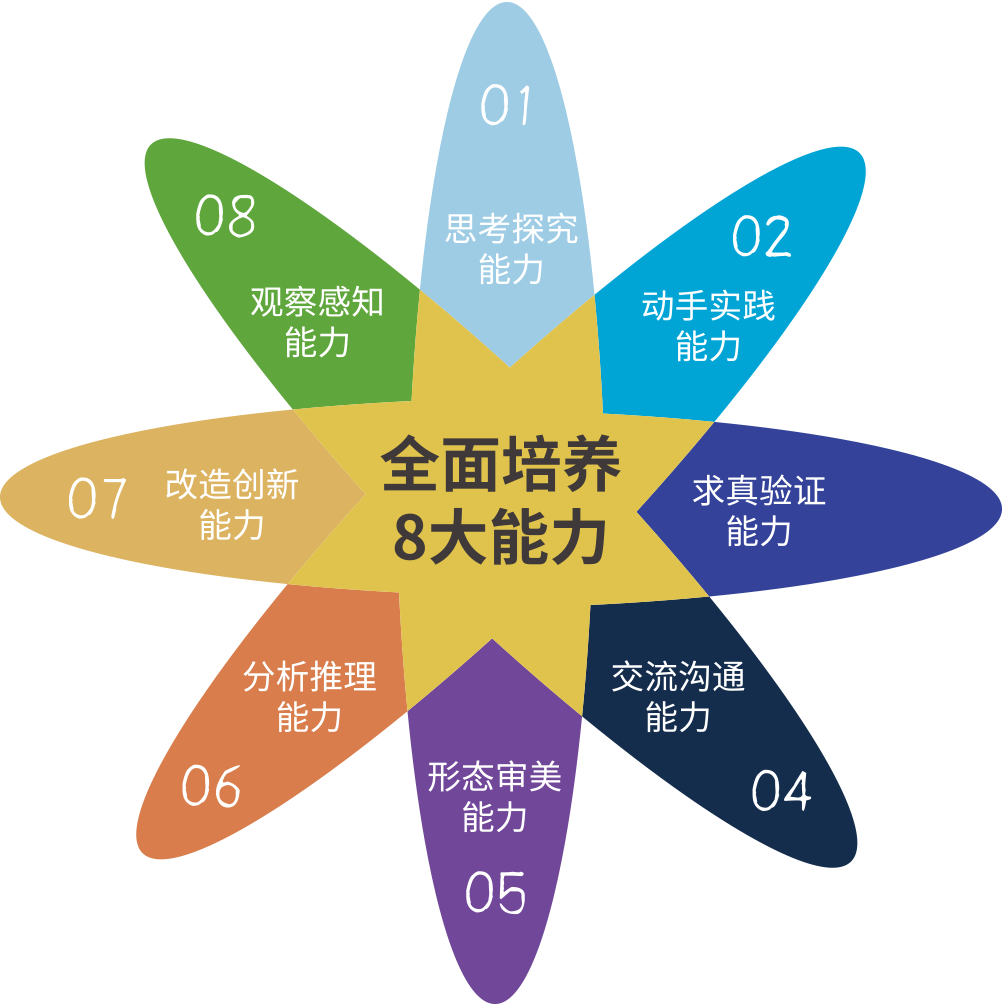 01
思考探究
能力
02
动手实践
能力
求真验证
能力
交流沟通
能力
04
形态审美
能力
05
分析推理
能力
06
07
改造创新
能力
08
观察感知
能力
全面培养
8大能力